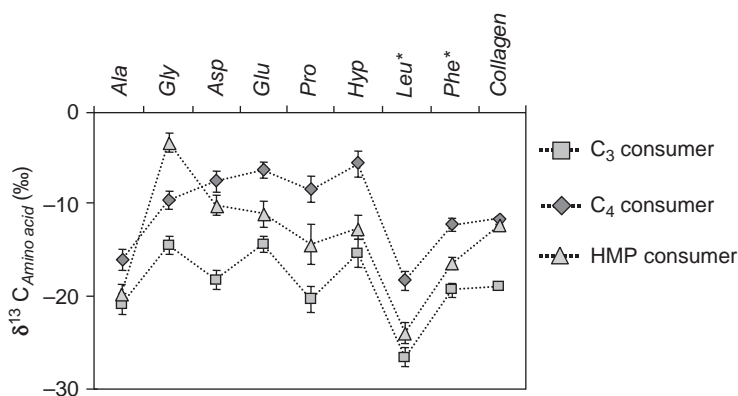 Ala
Gly
Asp
Glu
Pro
Hyp
Leu*
Phe*
Collagen
0
–10
–20
–30
δ13 CAmino acid (‰)
C3 consumer
C4 consumer
HMP consumer